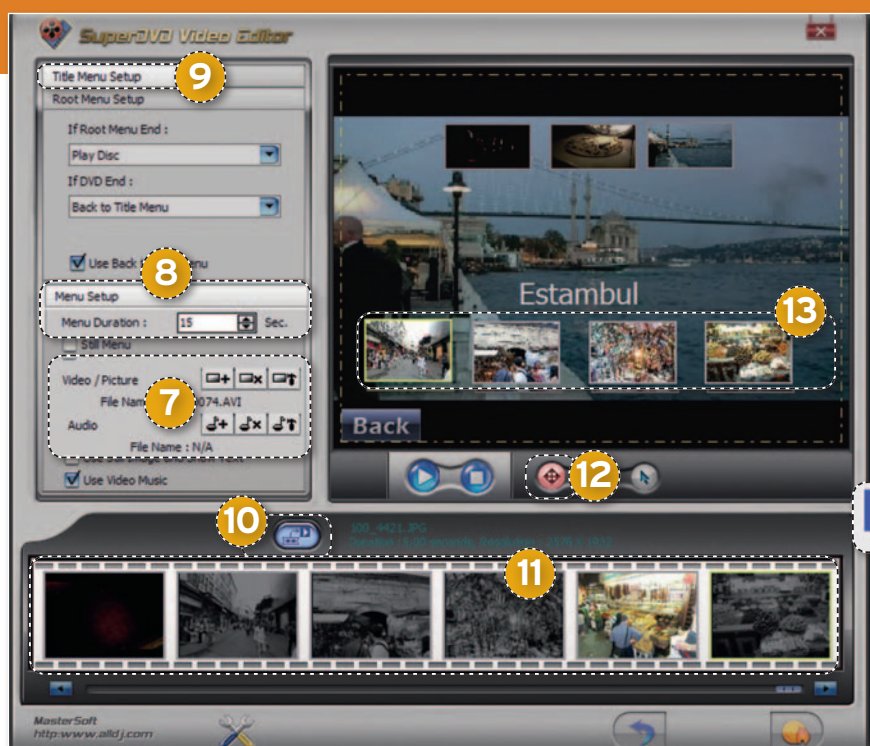 SuperDVD Video Editor
Title Menu Setup
9
Root Menu Setup
If Root Menu End :
Play Disc
If DVD End :
Back to Title Menu
Use Back
8
Menu Setup
Menu Duration :
15
Sec.
Still Menu
Video / Picture
7
074.AVI
Audio
File Name : N/A
Use Video Music
Estambul
13
Back
12
10
100_4421.JPG
11
MasterSoft
http:www.alldj.com